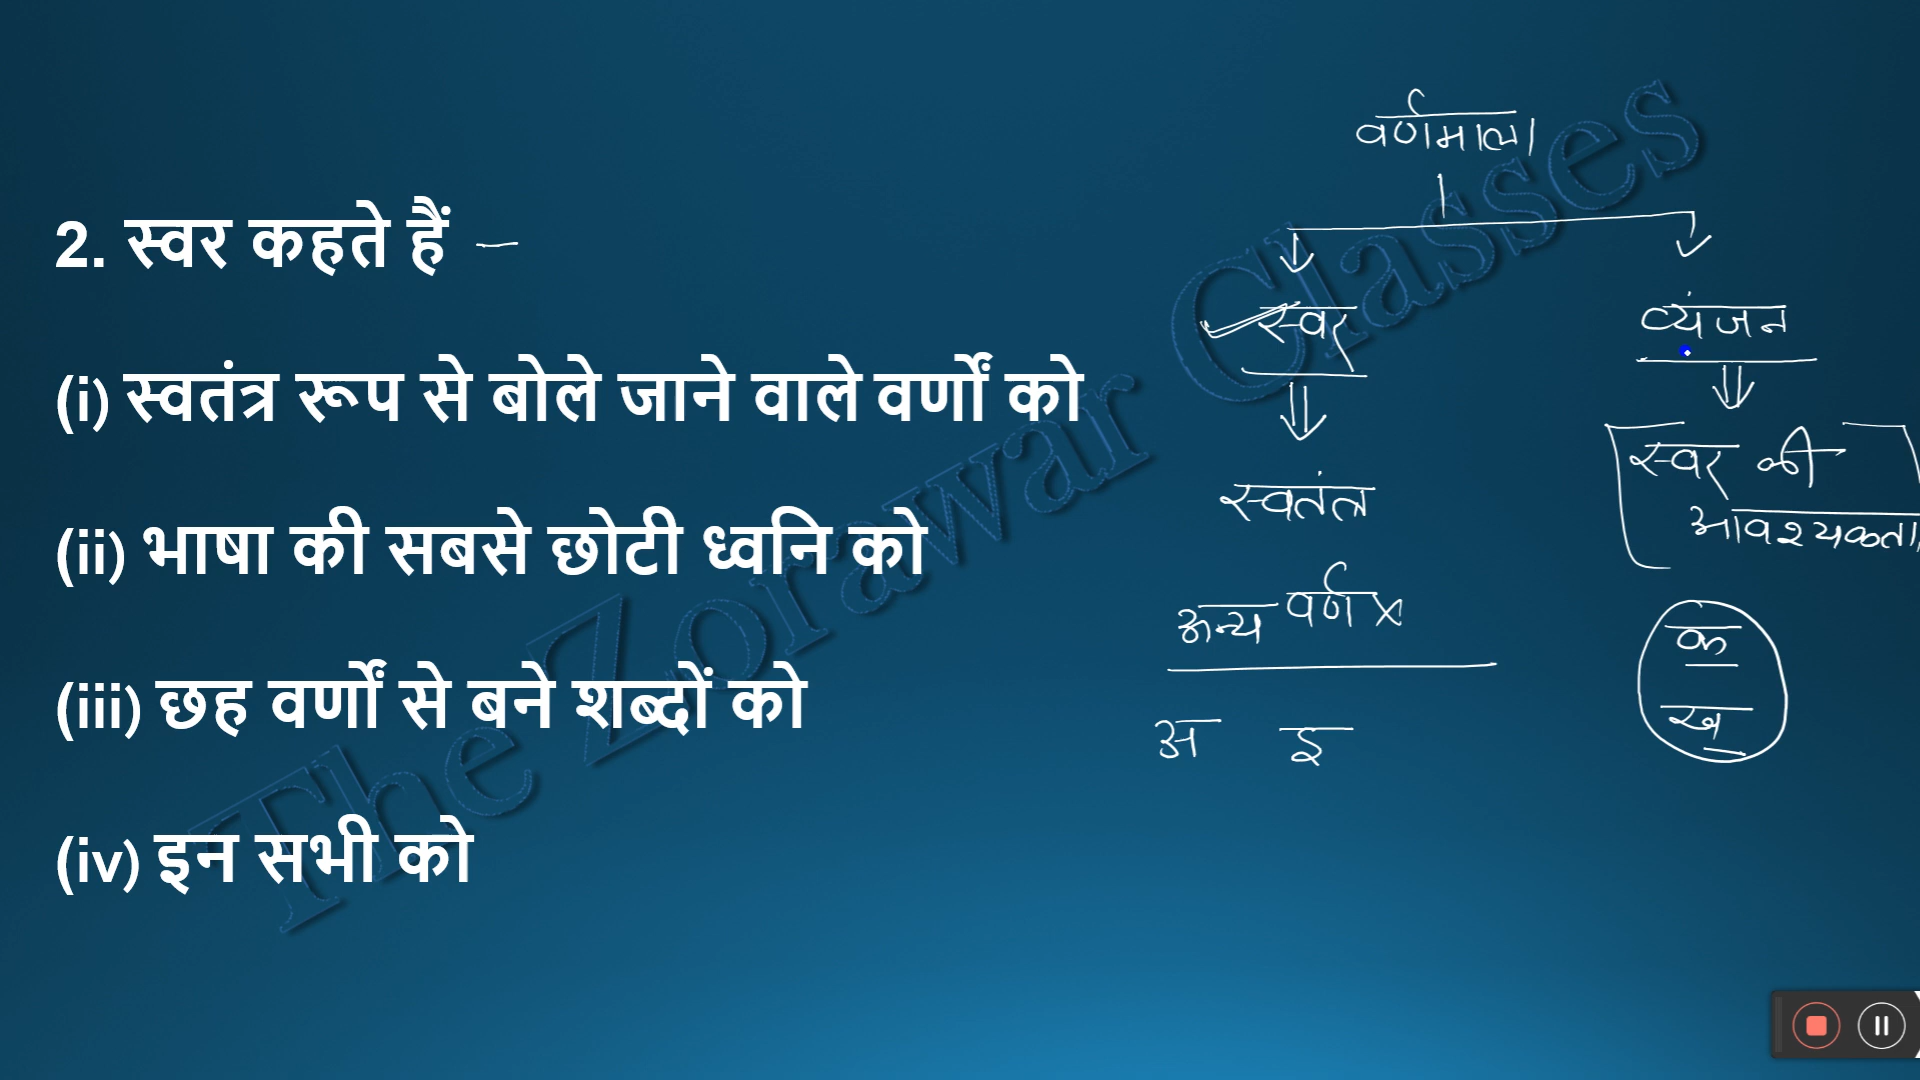 2. स्वर कहते हैं –
(i) स्वतंत्र रूप से बोले जाने वाले वर्णों को
(ii) भाषा की सबसे छोटी ध्वनि को
(iii) छह वर्णों से बने शब्दों को
(iv) इन सभी को
वर्णमाला
स्वर
व्यंजन
स्वतंत्र
अन्य वर्ण ×
अ इ
स्वर की
आवश्यकता
क
ख
The Zorawar Classes